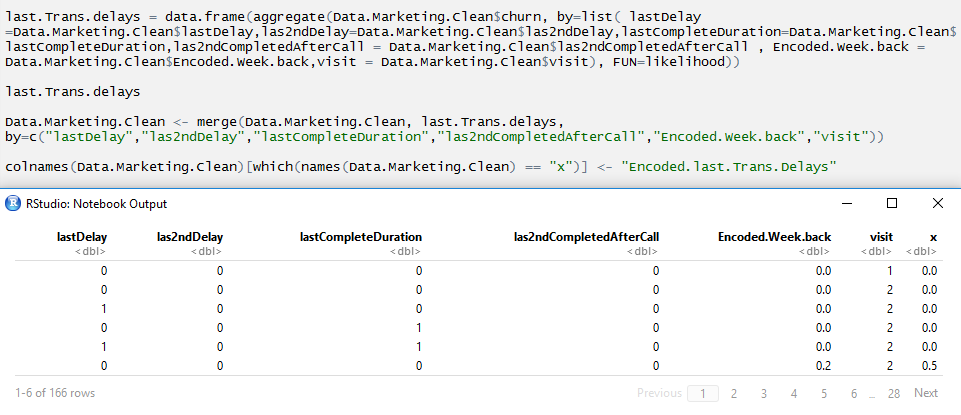 last.Trans.delays = data.frame(aggregate(Data.Marketing.Clean$churn, by=list( lastDelay
=Data.Marketing.Clean$lastDelay,las2ndDelay=Data.Marketing.Clean$las2ndDelay,lastCompleteDuration=Data.Marketing.Clean$
lastCompleteDuration,las2ndCompletedAfterCall = Data.Marketing.Clean$las2ndCompletedAfterCall , Encoded.Week.back =
Data.Marketing.Clean$Encoded.Week.back,visit = Data.Marketing.Clean$visit), FUN=likelihood))
last.Trans.delays
Data.Marketing.Clean <- merge(Data.Marketing.Clean, last.Trans.delays,
by=c("lastDelay","las2ndDelay","lastCompleteDuration","las2ndCompletedAfterCall","Encoded.Week.back","visit"))
colnames(Data.Marketing.Clean)[which(names(Data.Marketing.Clean) == "x")] <- "Encoded.last.Trans.Delays"
R RStudio: Notebook Output
lastDelay las2ndDelay lastCompleteDuration las2ndCompletedAfterCall Encoded.Week.back visit x
<dbl> <dbl> <dbl> <dbl> <dbl> <dbl> <dbl>
0 0 0 0 0.0 1 0.0
0 0 0 0 0.0 2 0.0
1 0 0 0 0.0 2 0.0
0 0 1 0 0.0 2 0.0
1 0 1 0 0.0 2 0.0
0 0 0 0 0.2 2 0.5
1-6 of 166 rows Previous 1 2 3 4 5 6 ... 28 Next